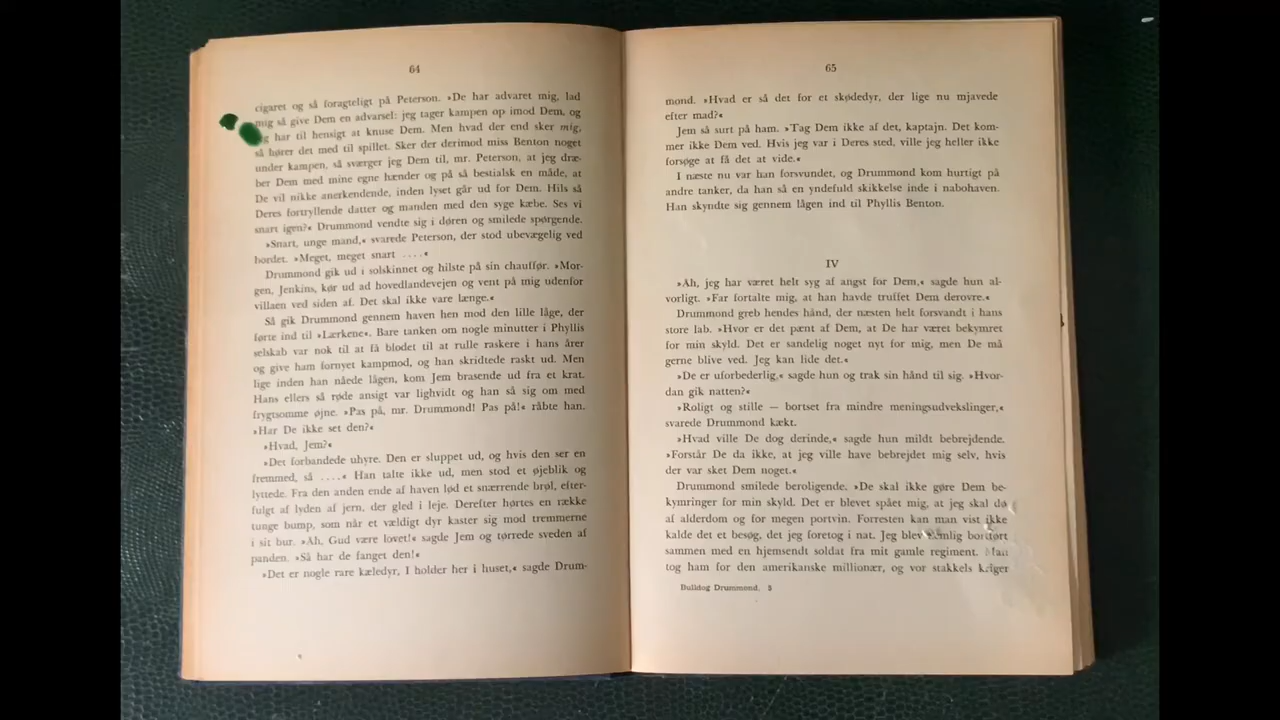 64
cigaret og så foragteligt på Peterson. »De har advaret mig, lad
mig så give Dem en advarsel: jeg tager kampen op imod Dem, og
har til hensigt at knuse Dem. Men hvad der end sker mig,
så hører det med til spillet. Sker der derimod miss Benton noget
under kampen, så sværger jeg Dem til, mr. Peterson, at jeg dræ-
ber Dem med mine egne hænder og på så bestialsk en måde, at
De vil nikke anerkendende, inden lyset går ud for Dem. Hils så
Deres fortryllende datter og manden med den syge kæbe. Ses vi
snart igen?« Drummond vendte sig i døren og smilede spørgende.
»Snart, unge mand,« svarede Peterson, der stod ubevægelig ved
bordet. »Meget, meget snart ....«
Drummond gik ud i solskinnet og hilste på sin chauffør. »Mor-
gen, Jenkins, kør ud ad hovedlandevejen og vent på mig udenfor
villaen ved siden af. Det skal ikke vare længe.«
Så gik Drummond gennem haven hen mod den lille låge, der
førte ind til »Lærkene«. Bare tanken om nogle minutter i Phyllis
selskab var nok til at få blodet til at rulle raskere i hans årer
og give ham fornyet kampmod, og han skridtede raskt ud. Men
lige inden han nåede lågen, kom Jem brasende ud fra et krat.
Hans ellers så røde ansigt var lighvidt og han så sig om med
frygtsomme øjne. »Pas på, mr. Drummond! Pas på!« råbte han.
»Har De ikke set den?«
»Hvad, Jem?«
»Det forbandede uhyre. Den er sluppet ud, og hvis den ser en
fremmed, så ....« Han talte ikke ud, men stod et øjeblik og
lyttede. Fra den anden ende af haven lød et snærrende brøl, efter-
fulgt af lyden af jern, der gled i leje. Derefter hørtes en række
tunge bump, som når et vældigt dyr kaster sig mod tremmerne
i sit bur. »Ah, Gud være lovet!« sagde Jem og tørrede sveden af
panden. »Så har de fanget den!«
»Det er nogle rare kæledyr, I holder her i huset,« sagde Drum-
65
mond. »Hvad er så det for et skødedyr, der lige nu mjavede
efter mad?«
Jem så surt på ham. »Tag Dem ikke af det, kaptajn. Det kom-
mer ikke Dem ved. Hvis jeg var i Deres sted, ville jeg heller ikke
forsøge at få det at vide.«
I næste nu var han forsvundet, og Drummond kom hurtigt på
andre tanker, da han så en yndefuld skikkelse inde i nabohaven.
Han skyndte sig gennem lågen ind til Phyllis Benton.
IV
»Ah, jeg har været helt syg af angst for Dem,« sagde hun al-
vorligt. »Far fortalte mig, at han havde truffet Dem derovre.«
Drummond greb hendes hånd, der næsten helt forsvandt i hans
store lab. »Hvor er det pænt af Dem, at De har været bekymret
for min skyld. Det er sandelig noget nyt for mig, men De må
gerne blive ved. Jeg kan lide det.«
»De er uforbederlig,« sagde hun og trak sin hånd til sig. »Hvor-
dan gik natten?«
»Roligt og stille — bortset fra mindre meningsudvekslinger,«
svarede Drummond kækt.
»Hvad ville De dog derinde,« sagde hun mildt bebrejdende.
»Forstår De da ikke, at jeg ville have bebrejdet mig selv, hvis
der var sket Dem noget.«
Drummond smilede beroligende. »De skal ikke gøre Dem be-
kymringer for min skyld. Det er blevet spået mig, at jeg skal dø
af alderdom og for megen portvin. Forresten kan man vist ikke
kalde det et besøg, det jeg foretog i nat. Jeg blev nemlig bortført
sammen med en hjemsendt soldat fra mit gamle regiment. Man
tog ham for den amerikanske millionær, og vor stakkels kriger
Bulldog Drummond. 5